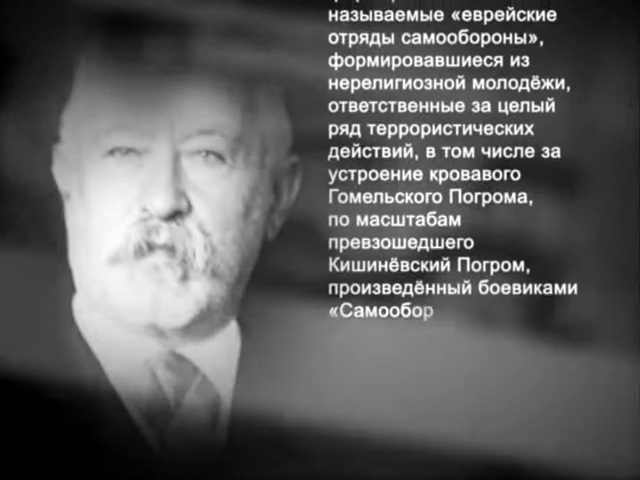 называемые «еврейские
отряды самообороны»,
формировавшиеся из
нерелигиозной молодёжи,
ответственные за целый
ряд террористических
действий, в том числе за
устроение кровавого
Гомельского Погрома,
по масштабам
превзошедшего
Кишинёвский Погром,
произведённый боевиками
«Самообор